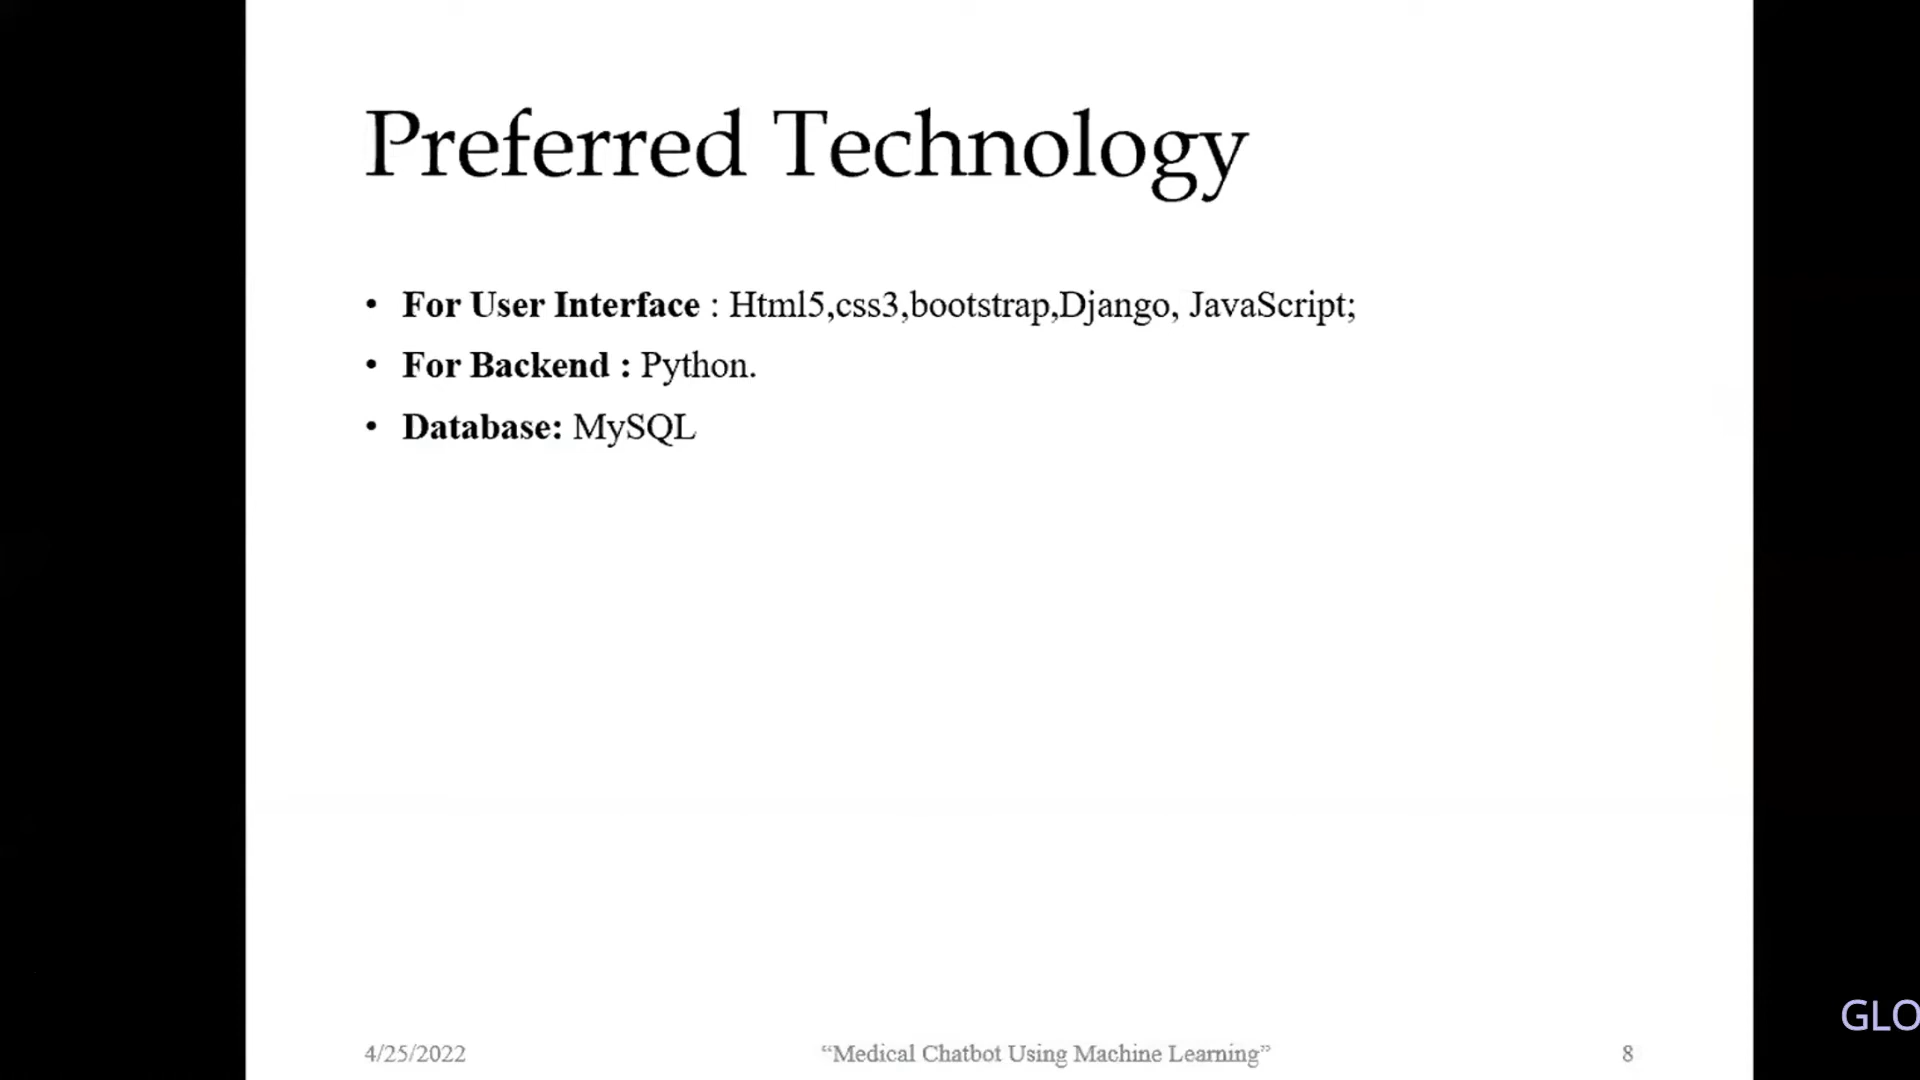 Preferred Technology
• For User Interface : Html5,css3,bootstrap,Django, JavaScript;
• For Backend : Python.
• Database: MySQL
GLO
4/25/2022 “Medical Chatbot Using Machine Learning” 8